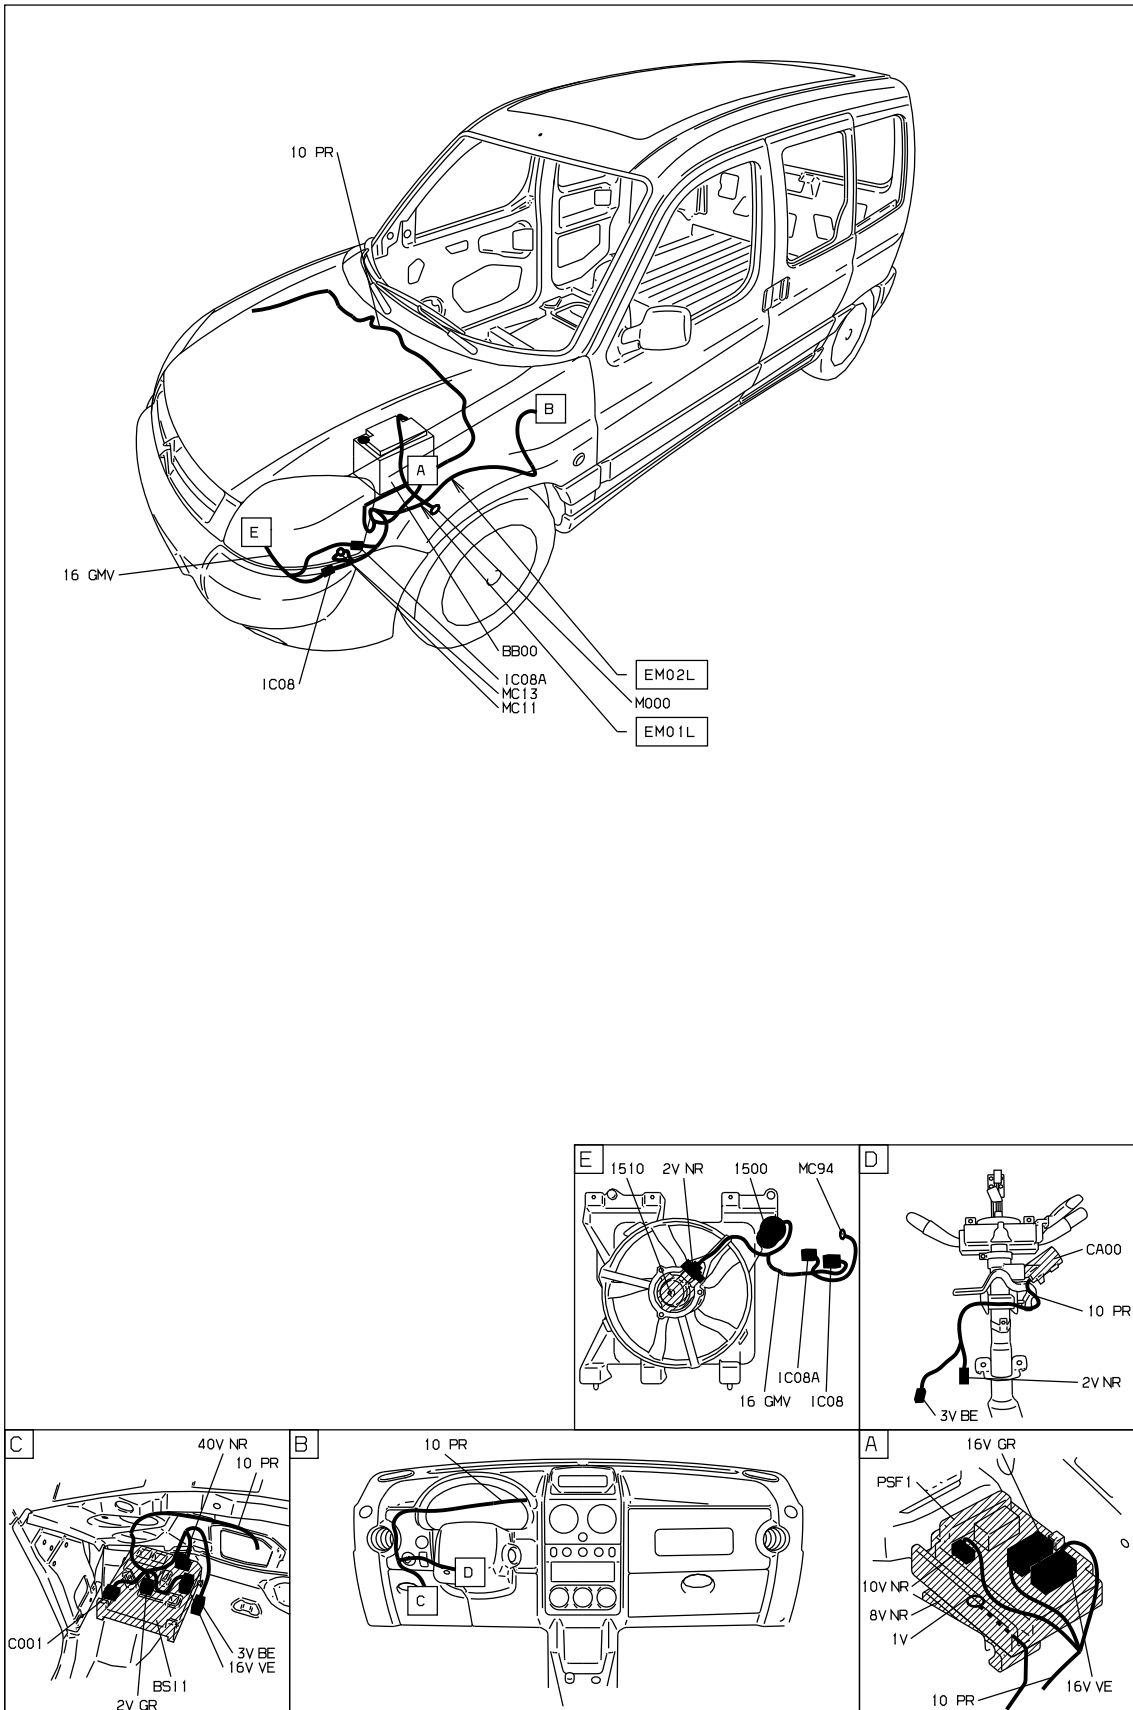 10 PR
B
A
E
16 GMV
BB00
IC08
IC08A
MC13
MC11
EM02L
M000
EM01L
E
1510
2V NR
1500
MC94
IC08A
16 GMV
IC08
D
CA00
10 PR
2V NR
3V BE
C
40V NR
10 PR
C001
3V BE
16V VE
BSI1
2V GR
B
10 PR
D
C
A
16V GR
PSF1
10V NR
8V NR
1V
16V VE
10 PR